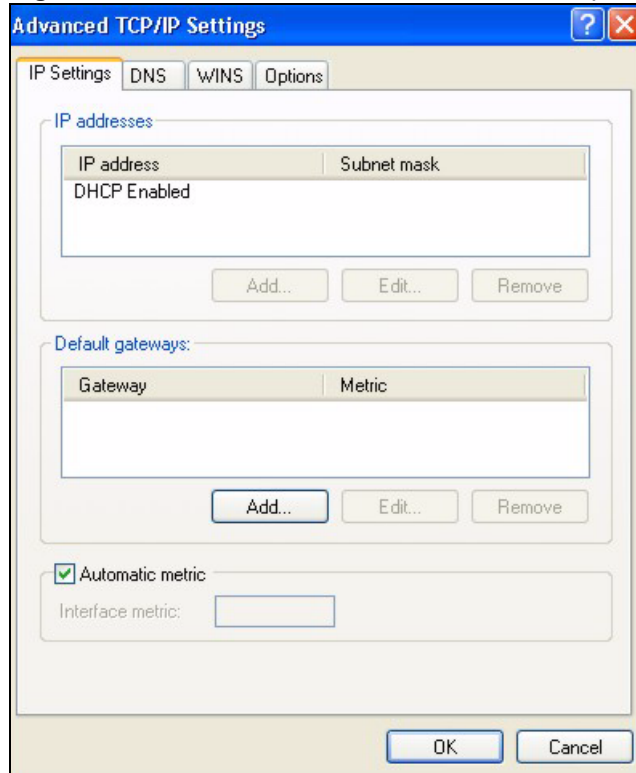 Advanced TCP/IP Settings
IP Settings DNS WINS Options
IP addresses
IP address Subnet mask
DHCP Enabled
Add... Edit... Remove
Default gateways:
Gateway Metric
Add... Edit... Remove
Automatic metric
Interface metric:
OK Cancel